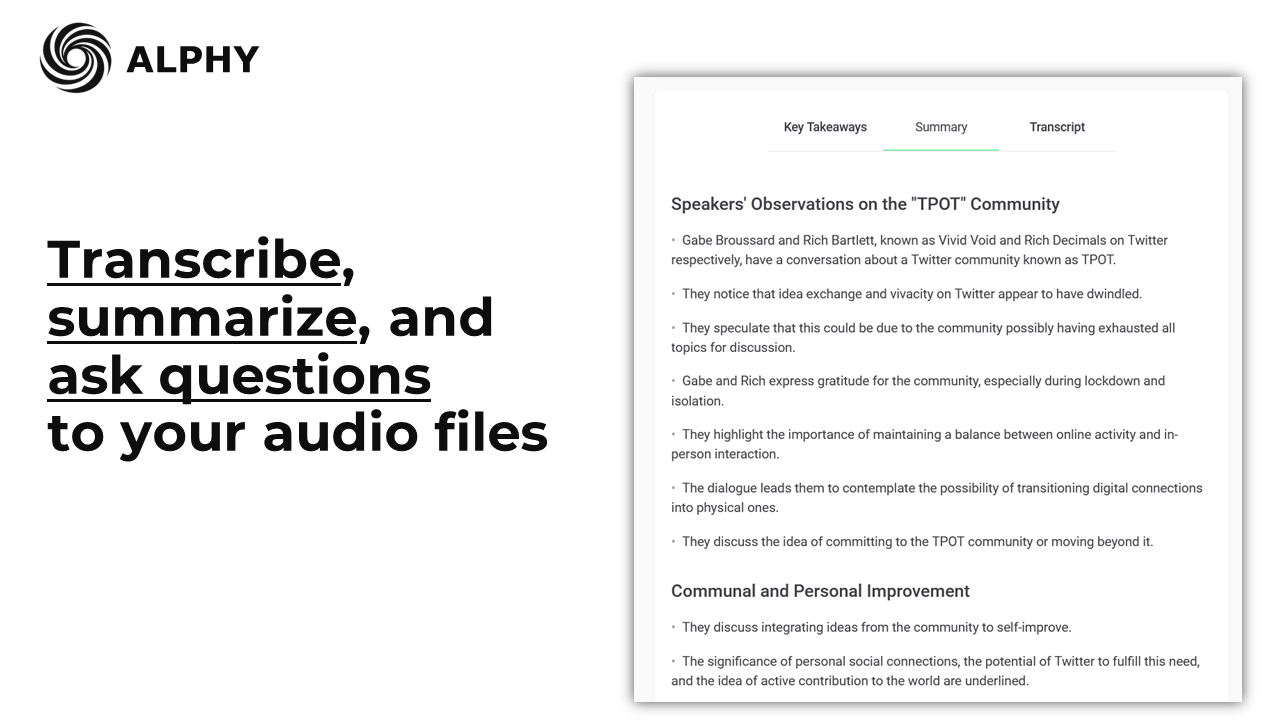 ALPHY
Transcribe,
summarize, and
ask questions
to your audio files
Key Takeaways Summary Transcript
Speakers' Observations on the "TPOT" Community
• Gabe Broussard and Rich Bartlett, known as Vivid Void and Rich Decimals on Twitter
respectively, have a conversation about a Twitter community known as TPOT.
• They notice that idea exchange and vivacity on Twitter appear to have dwindled.
• They speculate that this could be due to the community possibly having exhausted all
topics for discussion.
• Gabe and Rich express gratitude for the community, especially during lockdown and
isolation.
• They highlight the importance of maintaining a balance between online activity and in-
person interaction.
• The dialogue leads them to contemplate the possibility of transitioning digital connections
into physical ones.
• They discuss the idea of committing to the TPOT community or moving beyond it.
Communal and Personal Improvement
• They discuss integrating ideas from the community to self-improve.
• The significance of personal social connections, the potential of Twitter to fulfill this need,
and the idea of active contribution to the world are underlined.